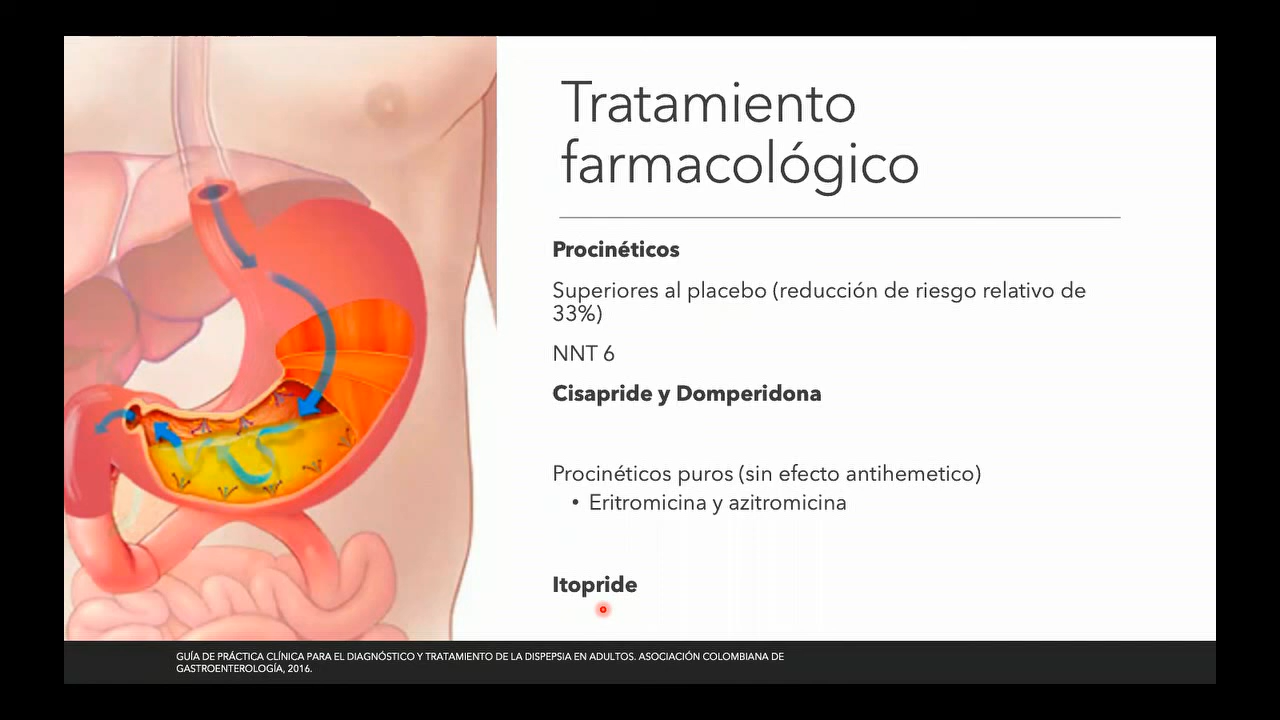 Tratamiento
farmacológico
Procinéticos
Superiores al placebo (reducción de riesgo relativo de
33%)
NNT 6
Cisapride y Domperidona
Procinéticos puros (sin efecto antihemetico)
• Eritromicina y azitromicina
Itopride
GUÍA DE PRÁCTICA CLÍNICA PARA EL DIAGNÓSTICO Y TRATAMIENTO DE LA DISPEPSIA EN ADULTOS. ASOCIACIÓN COLOMBIANA DE
GASTROENTEROLOGÍA, 2016.